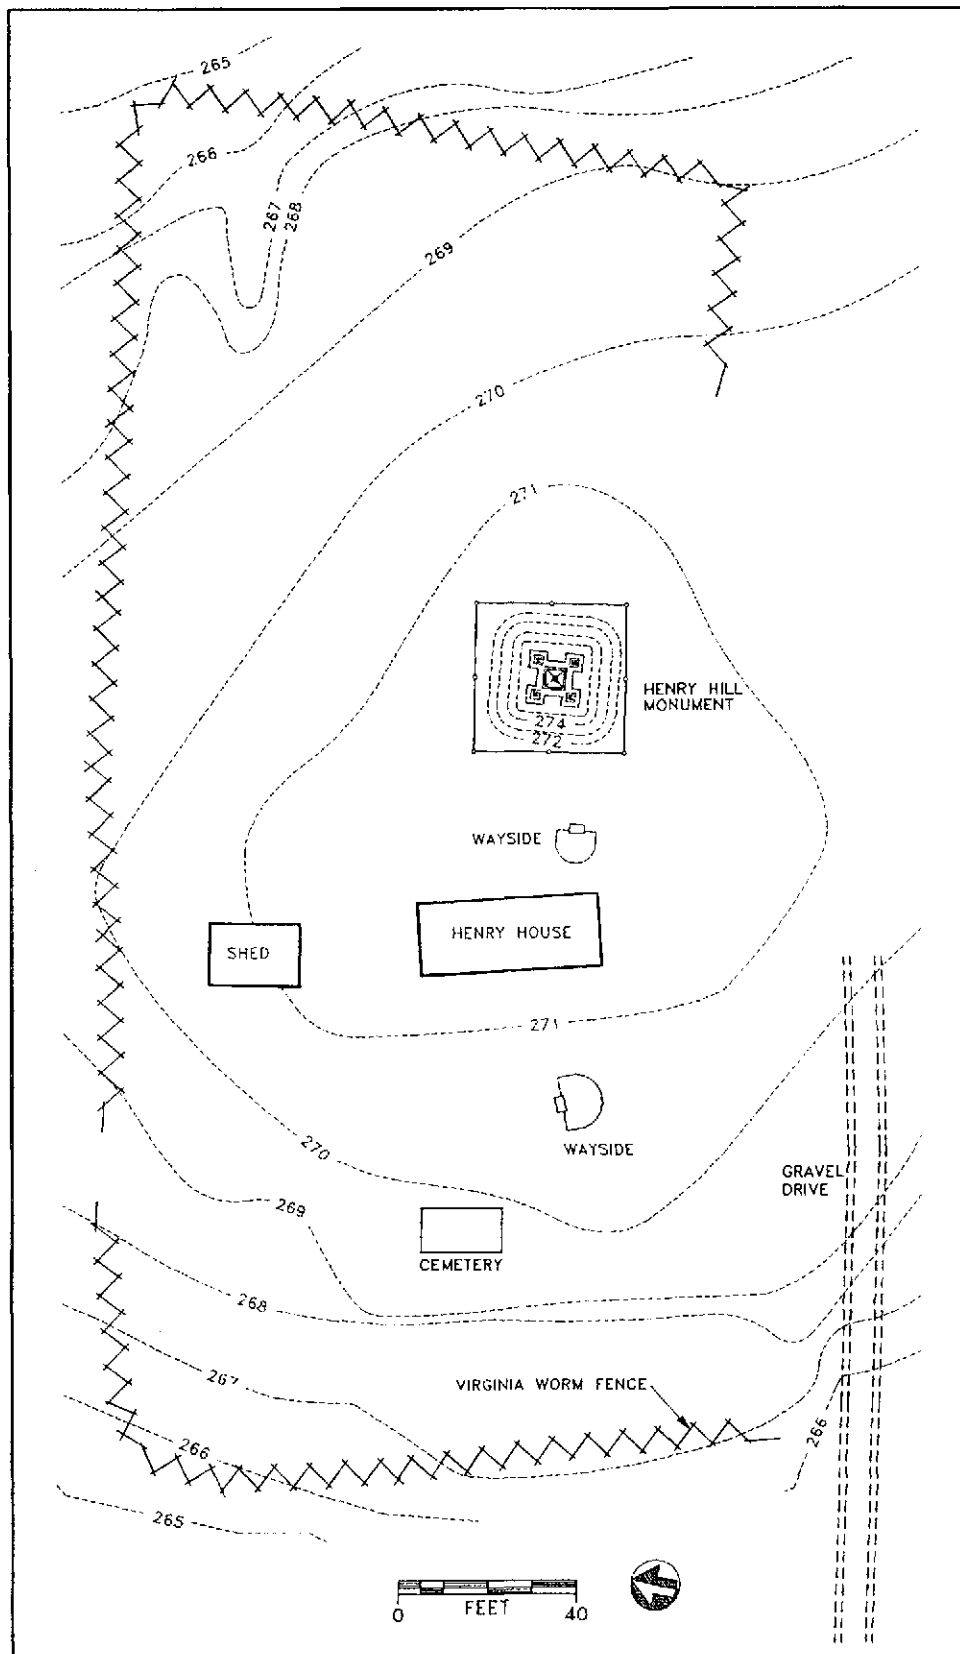 265
266
267
268
269
270
271
HENRY HILL
MONUMENT
274
272
WAYSIDE
HENRY HOUSE
SHED
271
WAYSIDE
270
GRAVEL
DRIVE
269
CEMETERY
268
267
VIRGINIA WORM FENCE
266
266
265
0 FEET 40